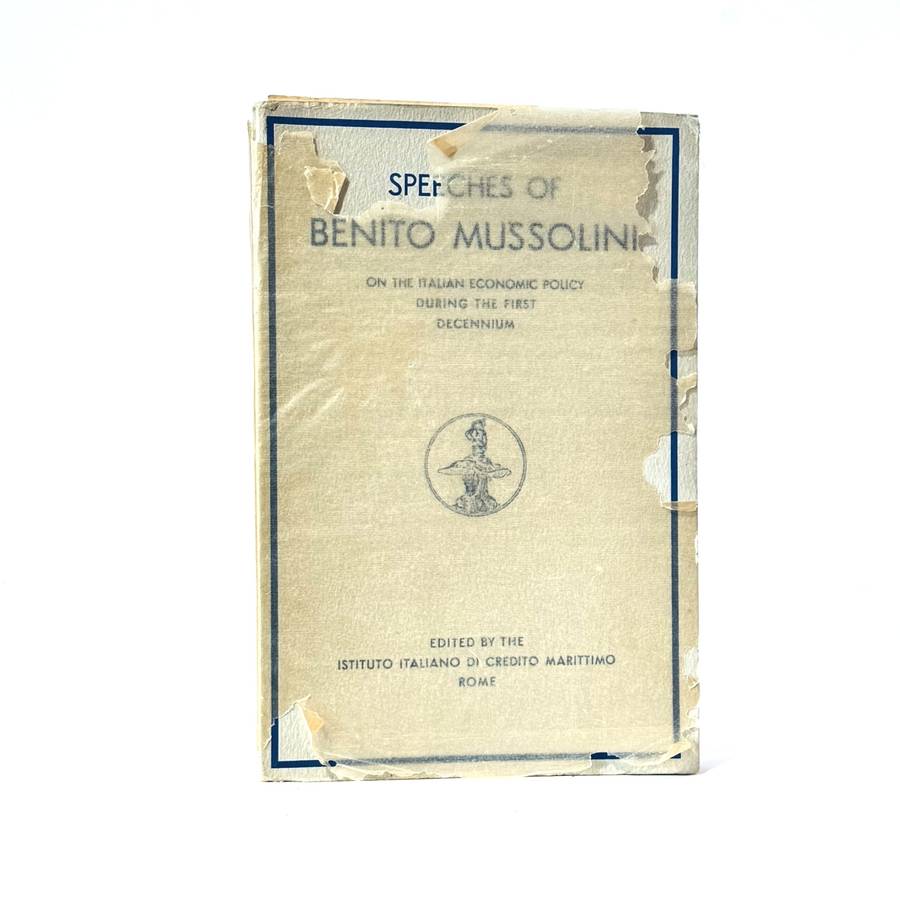 SPEECHES OF
BENITO MUSSOLINI
ON THE ITALIAN ECONOMIC POLICY
DURING THE FIRST
DECENNIUM
EDITED BY THE
ISTITUTO ITALIANO DI CREDITO MARITTIMO
ROME